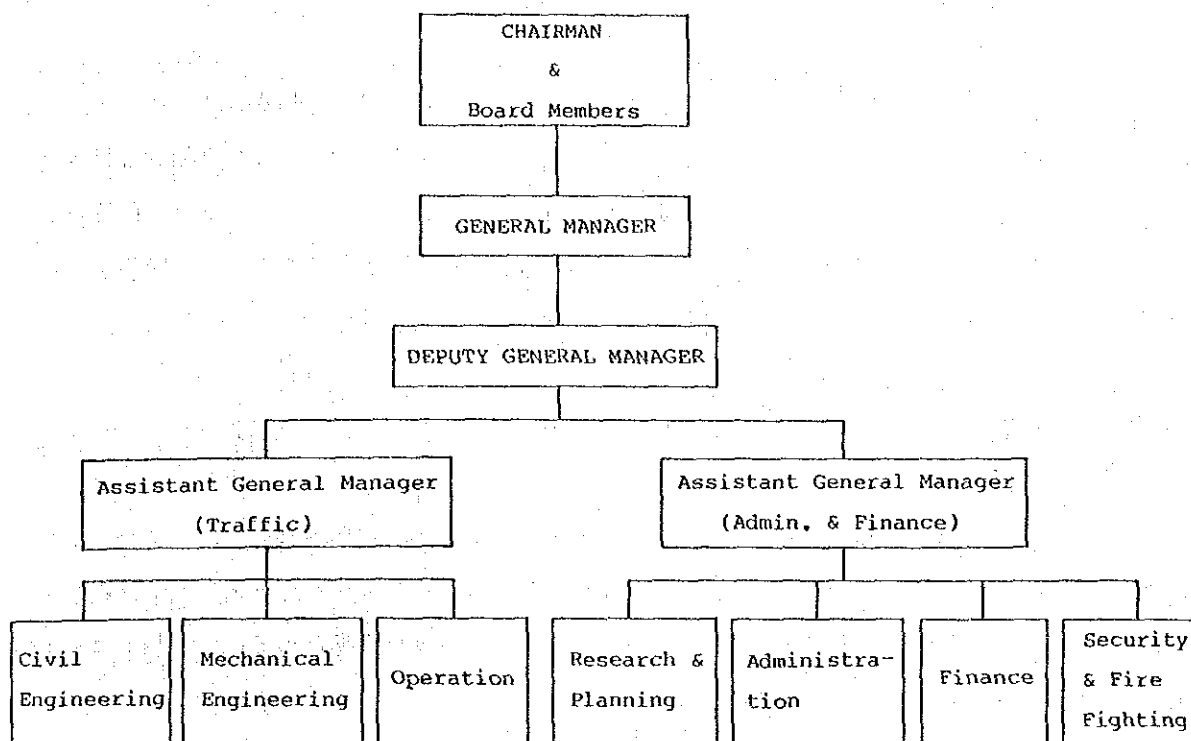 CHAIRMAN
&
Board Members
GENERAL MANAGER
DEPUTY GENERAL MANAGER
Assistant General Manager
(Traffic)
Assistant General Manager
(Admin. & Finance)
Civil
Engineering
Mechanical
Engineering
Operation
Research &
Planning
Administra-
tion
Finance
Security
& Fire
Fighting